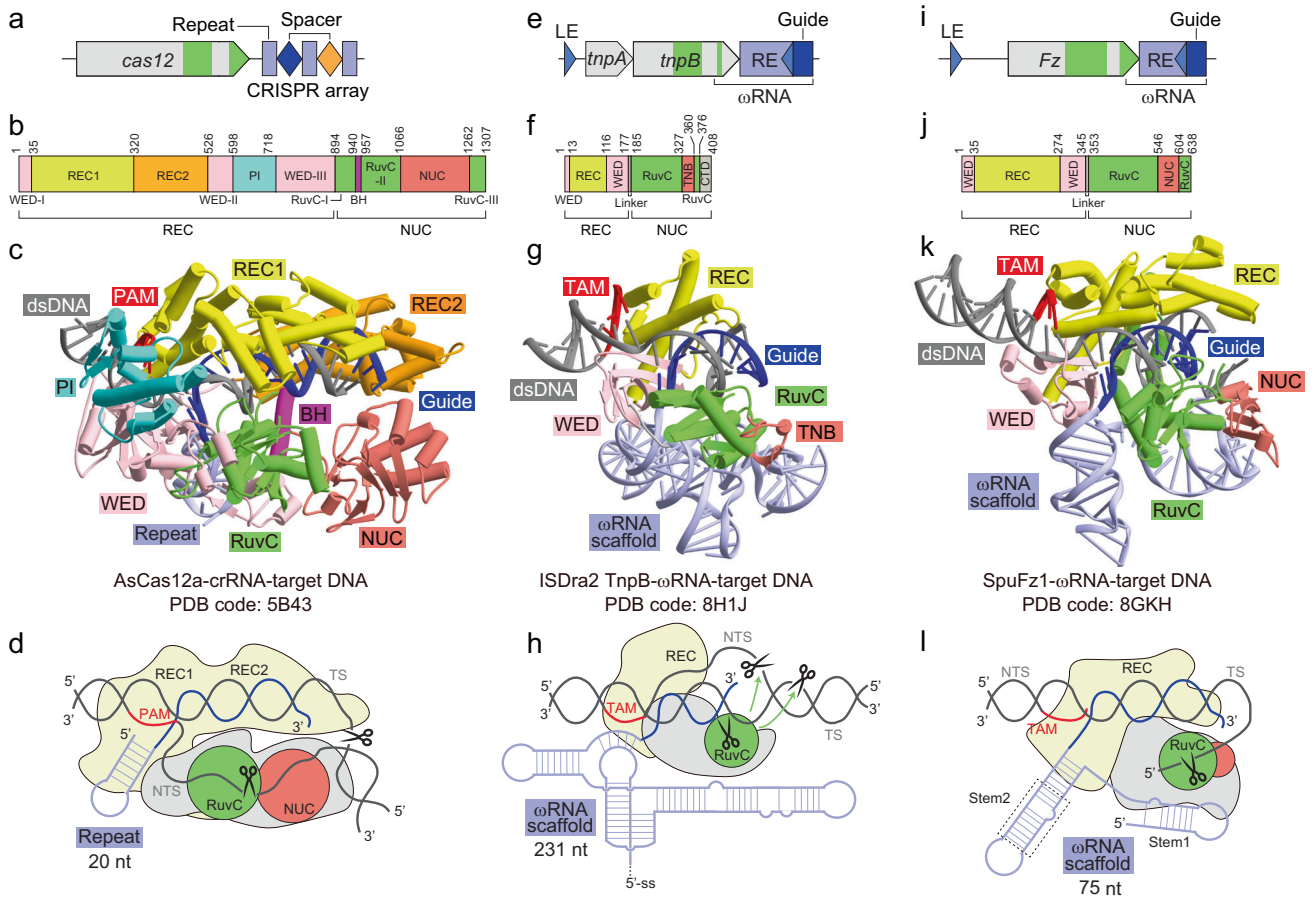 a
Repeat
Spacer
cas12
CRISPR array
e
LE
Guide
tnpA
tnpB
RE
ωRNA
i
LE
Guide
Fz
RE
ωRNA
b
1
35
320
526
598
718
894
940
957
1066
1262
1307
REC1
REC2
PI
WED-III
RuvC
-II
NUC
WED-I
WED-II
RuvC-I
BH
RuvC-III
REC
NUC
f
1
13
116
177
185
327
360
376
408
REC
WED
RuvC
TNB
CTD
WED
Linker
RuvC
REC
NUC
j
1
35
274
345
353
546
604
638
WED
REC
WED
RuvC
NUC
RuvC
Linker
REC
NUC
c
REC1
dsDNA
PAM
REC2
PI
BH
Guide
WED
Repeat
RuvC
NUC
AsCas12a-crRNA-target DNA
PDB code: 5B43
g
REC
TAM
Guide
dsDNA
RuvC
WED
TNB
ωRNA
scaffold
ISDra2 TnpB-ωRNA-target DNA
PDB code: 8H1J
k
TAM
REC
dsDNA
Guide
NUC
WED
ωRNA
scaffold
RuvC
SpuFz1-ωRNA-target DNA
PDB code: 8GKH
d
REC1
REC2
TS
5’
3’
PAM
3’
5’
NTS
RuvC
NUC
5’
3’
Repeat
20 nt
h
NTS
REC
3’
5’
5’
3’
3’
TAM
TS
RuvC
ωRNA
scaffold
231 nt
5’-ss
l
NTS
REC
TS
5’
3’
TAM
3’
RuvC
5’
Stem2
5’
Stem1
ωRNA
scaffold
75 nt